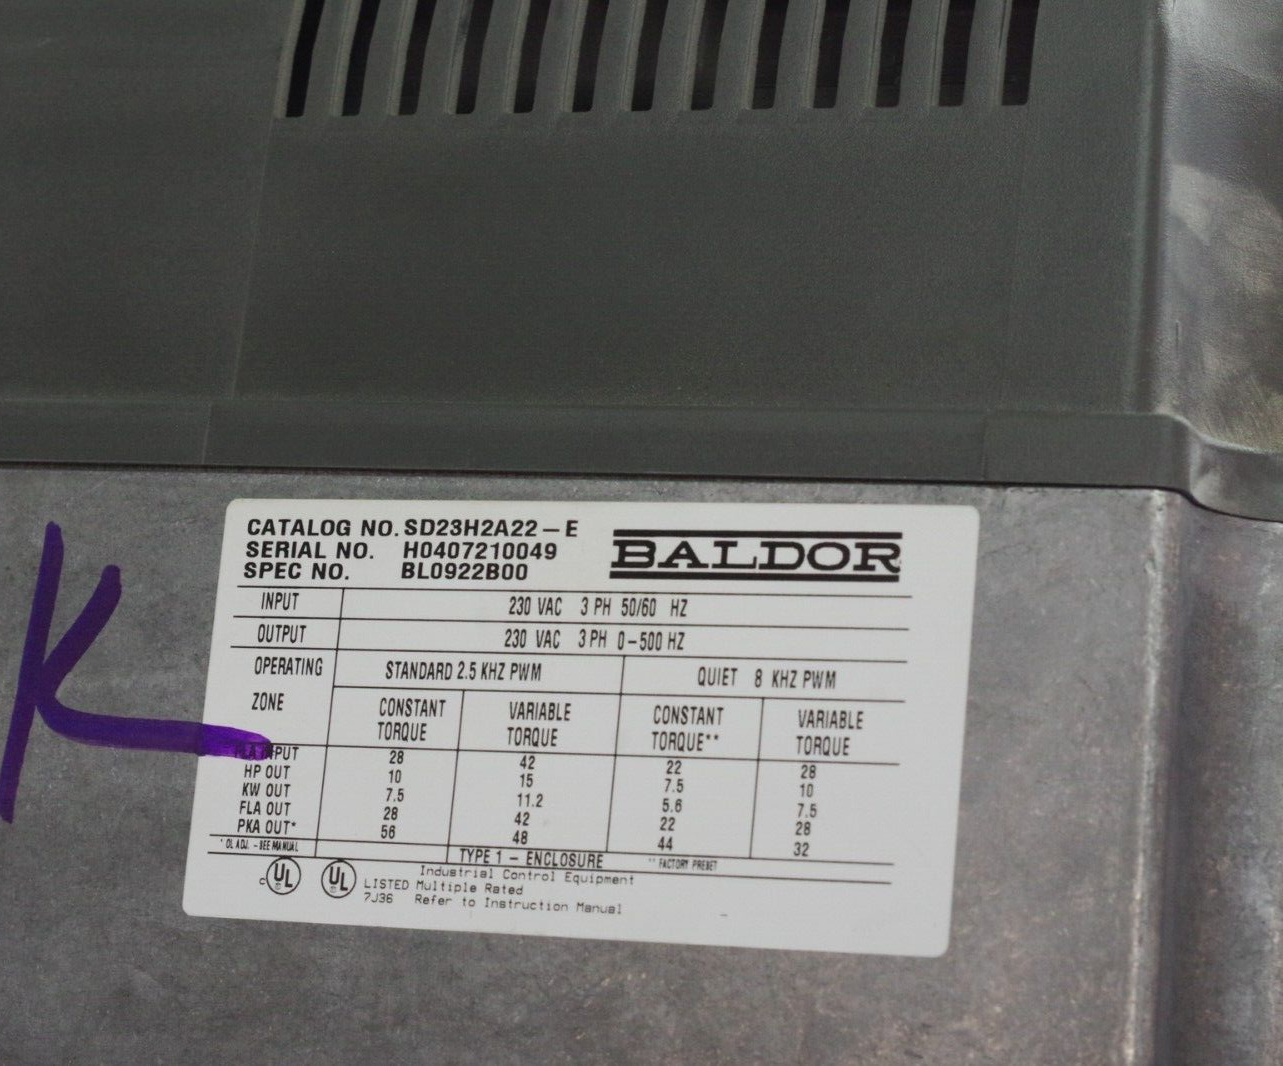 CATALOG NO. SD23H2A22-E
SERIAL NO. H0407210049
SPEC NO. BL0922B00
BALDOR
INPUT 230 VAC 3 PH 50/60 HZ
OUTPUT 230 VAC 3 PH 0-500 HZ
OPERATING ZONE STANDARD 2.5 KHZ PWM QUIET 8 KHZ PWM
CONSTANT TORQUE VARIABLE TORQUE CONSTANT TORQUE** VARIABLE TORQUE
FLA INPUT 28 42 22 28
HP OUT 10 15 7.5 10
KW OUT 7.5 11.2 5.6 7.5
FLA OUT 28 42 22 28
PKA OUT* 56 48 44 32
* OL ADJ. - SEE MANUAL TYPE 1 - ENCLOSURE ** FACTORY PRESET
c UL UL
Industrial Control Equipment
LISTED Multiple Rated
7J36 Refer to Instruction Manual
K